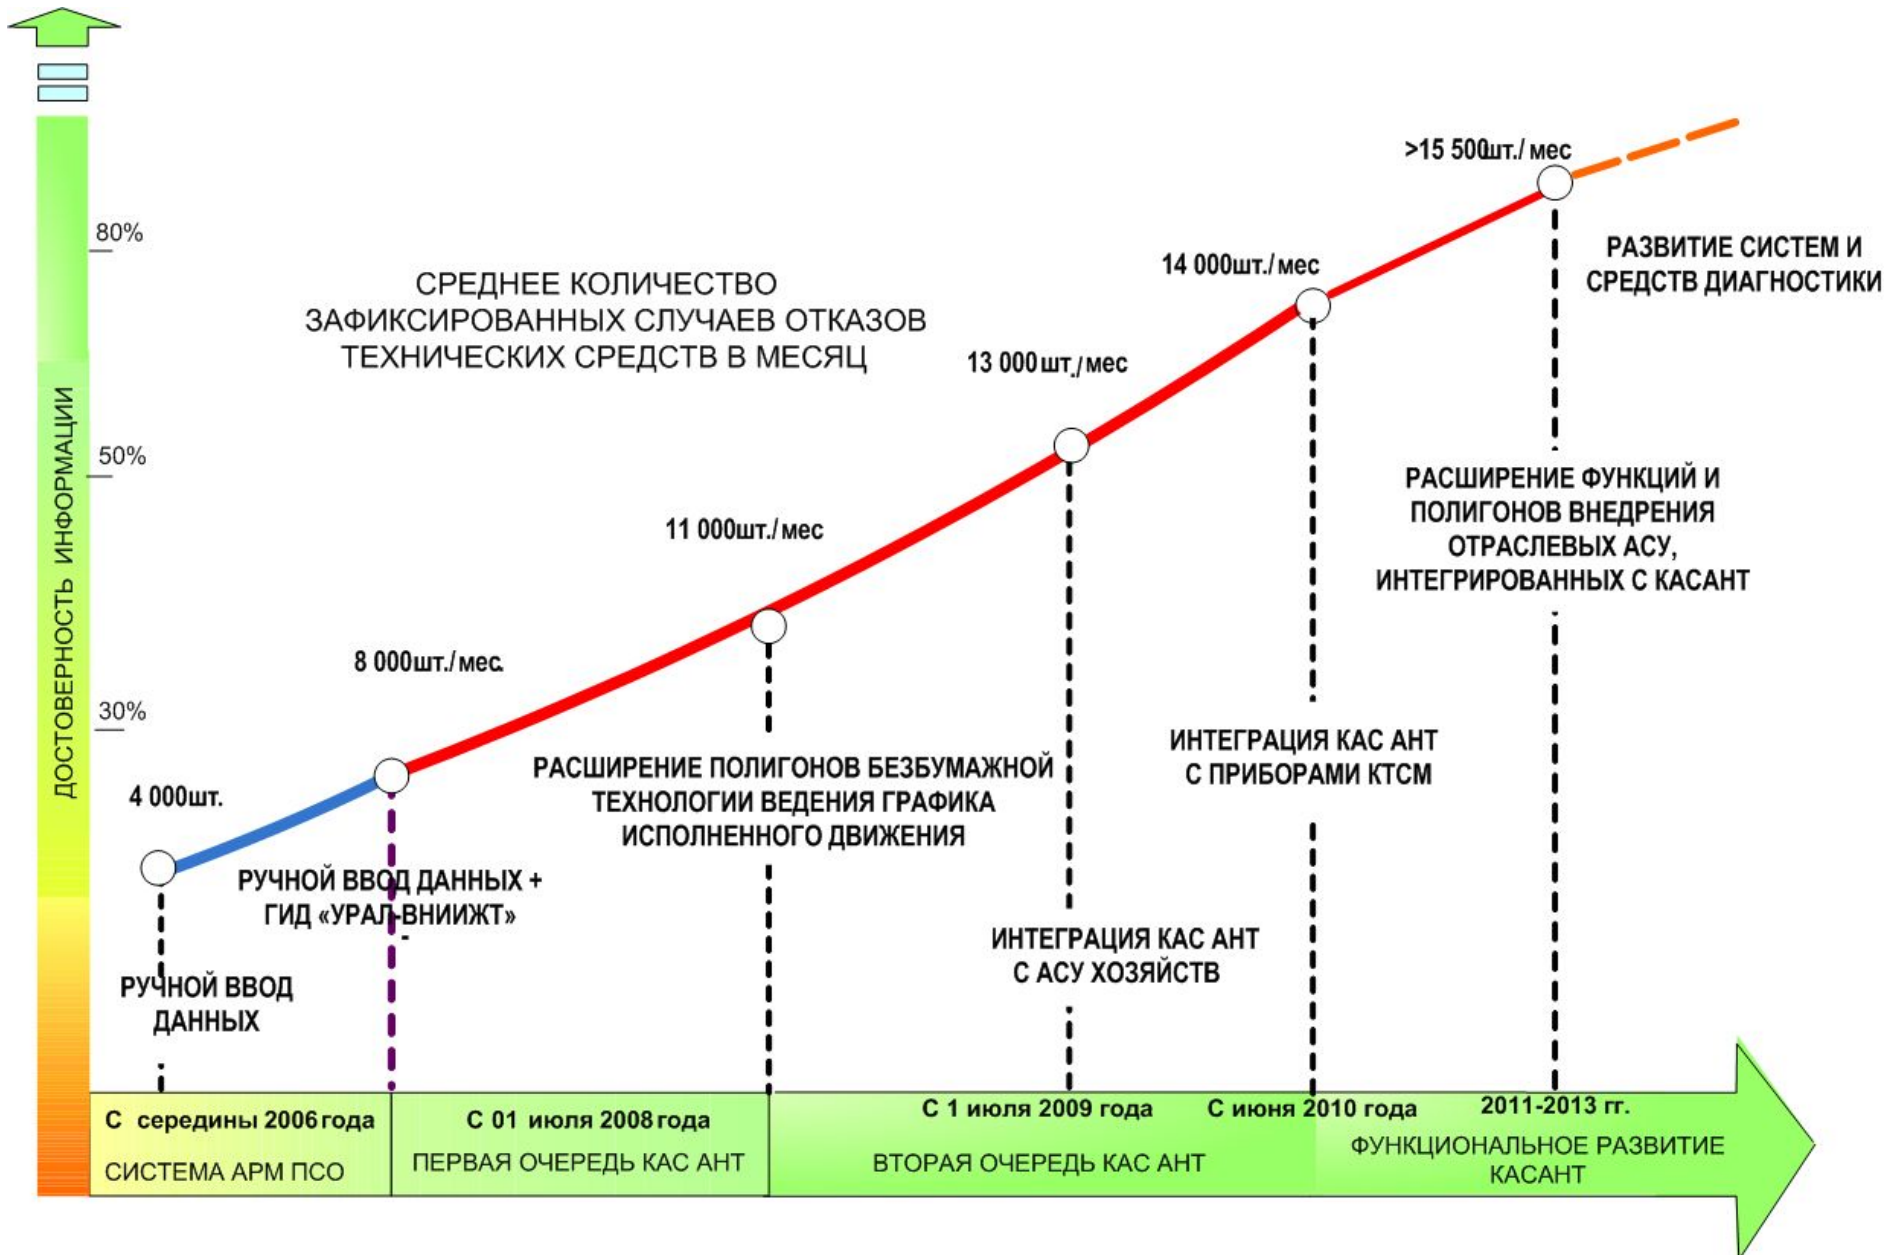 >15 500шт./ мес
80%
РАЗВИТИЕ СИСТЕМ И
СРЕДСТВ ДИАГНОСТИКИ
14 000шт./мес
СРЕДНЕЕ КОЛИЧЕСТВО
ЗАФИКСИРОВАННЫХ СЛУЧАЕВ ОТКАЗОВ
ТЕХНИЧЕСКИХ СРЕДСТВ В МЕСЯЦ
13 000 шт./мес
ДОСТОВЕРНОСТЬ ИНФОРМАЦИИ
50%
РАСШИРЕНИЕ ФУНКЦИЙ И
ПОЛИГОНОВ ВНЕДРЕНИЯ
ОТРАСЛЕВЫХ АСУ,
ИНТЕГРИРОВАННЫХ С КАСАНТ
11 000шт./мес
8 000шт./мес.
30%
ИНТЕГРАЦИЯ КАС АНТ
С ПРИБОРАМИ КТСМ
РАСШИРЕНИЕ ПОЛИГОНОВ БЕЗБУМАЖНОЙ
ТЕХНОЛОГИИ ВЕДЕНИЯ ГРАФИКА
ИСПОЛНЕННОГО ДВИЖЕНИЯ
4 000шт.
РУЧНОЙ ВВОД ДАННЫХ +
ГИД «УРАЛ-ВНИИЖТ»
-
ИНТЕГРАЦИЯ КАС АНТ
С АСУ ХОЗЯЙСТВ
РУЧНОЙ ВВОД
ДАННЫХ
С середины 2006 года
СИСТЕМА АРМ ПСО
С 01 июля 2008 года
ПЕРВАЯ ОЧЕРЕДЬ КАС АНТ
С 1 июля 2009 года
С июня 2010 года
ВТОРАЯ ОЧЕРЕДЬ КАС АНТ
2011-2013 гг.
ФУНКЦИОНАЛЬНОЕ РАЗВИТИЕ
КАСАНТ